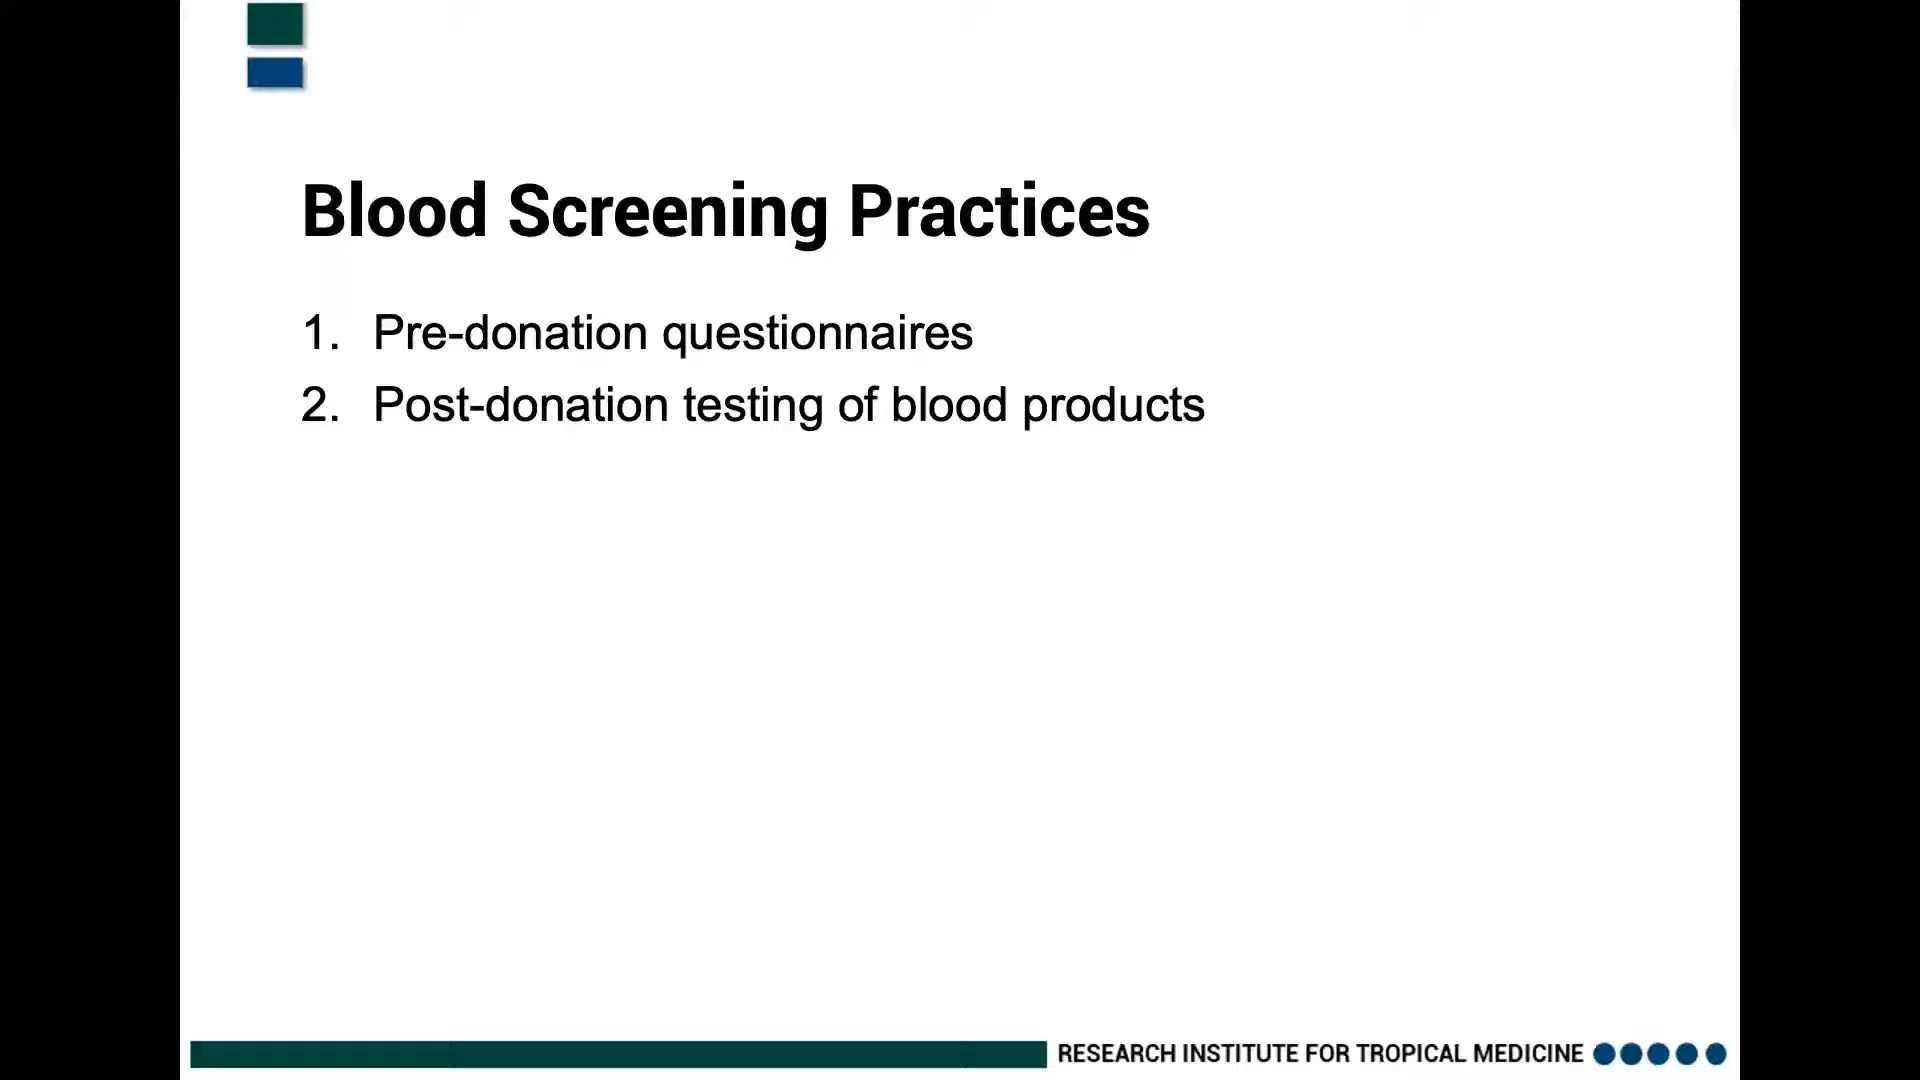 Blood Screening Practices
1. Pre-donation questionnaires
2. Post-donation testing of blood products
RESEARCH INSTITUTE FOR TROPICAL MEDICINE